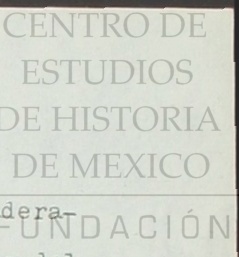 CENTRO DE
ESTUDIOS
DE HISTORIA
DE MEXICO
dera-
FUNDACIÓN